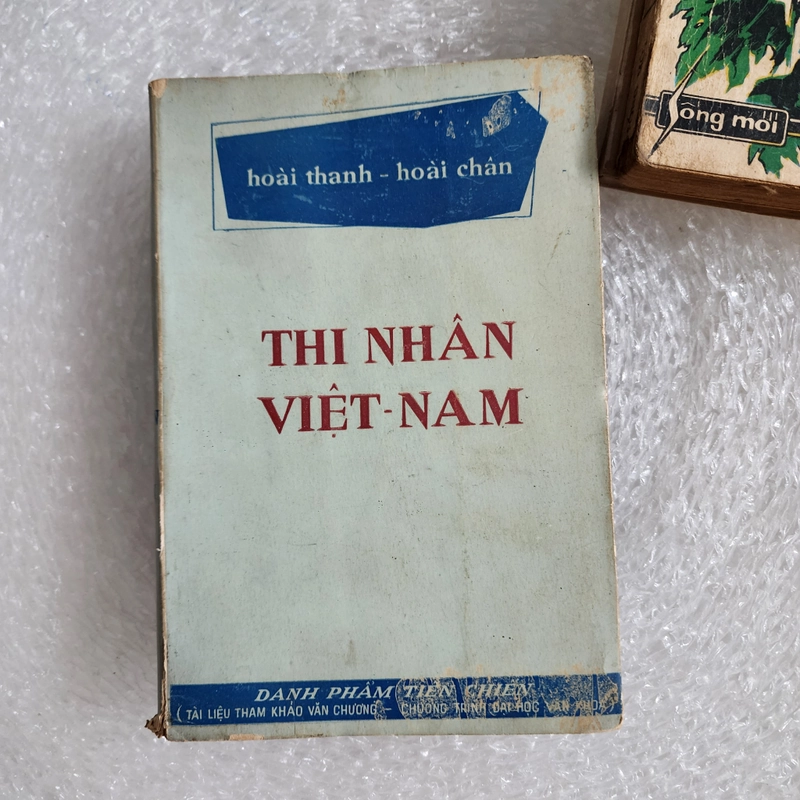 hoài thanh - hoài chân
THI NHÂN
VIỆT-NAM
DANH PHẨM TIỀN CHIẾN
(TÀI LIỆU THAM KHẢO VĂN CHƯƠNG - CHƯƠNG TRÌNH ĐẠI HỌC VĂN KHOA)
Sông mới